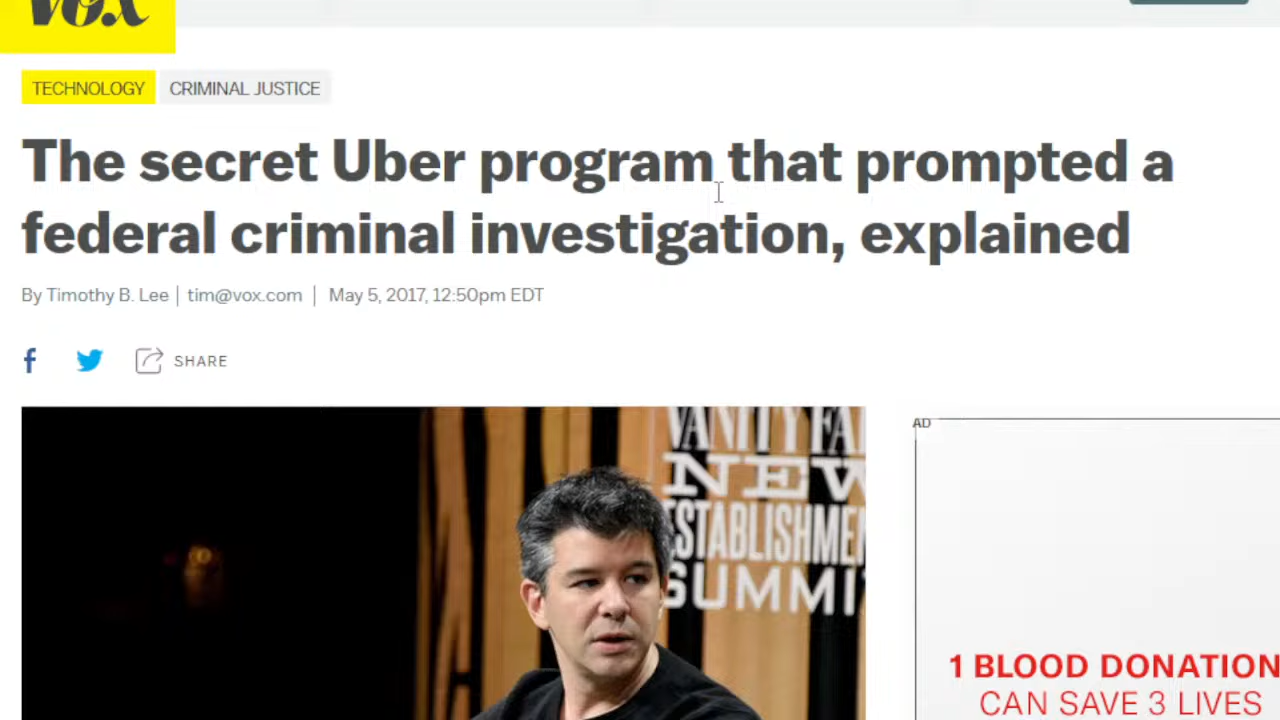 Vox
TECHNOLOGY
CRIMINAL JUSTICE
The secret Uber program that prompted a
federal criminal investigation, explained
By Timothy B. Lee | tim@vox.com | May 5, 2017, 12:50pm EDT
SHARE
VANITY FAI
NEW
ESTABLISHMEN
SUMMI
AD
1 BLOOD DONATION
CAN SAVE 3 LIVES